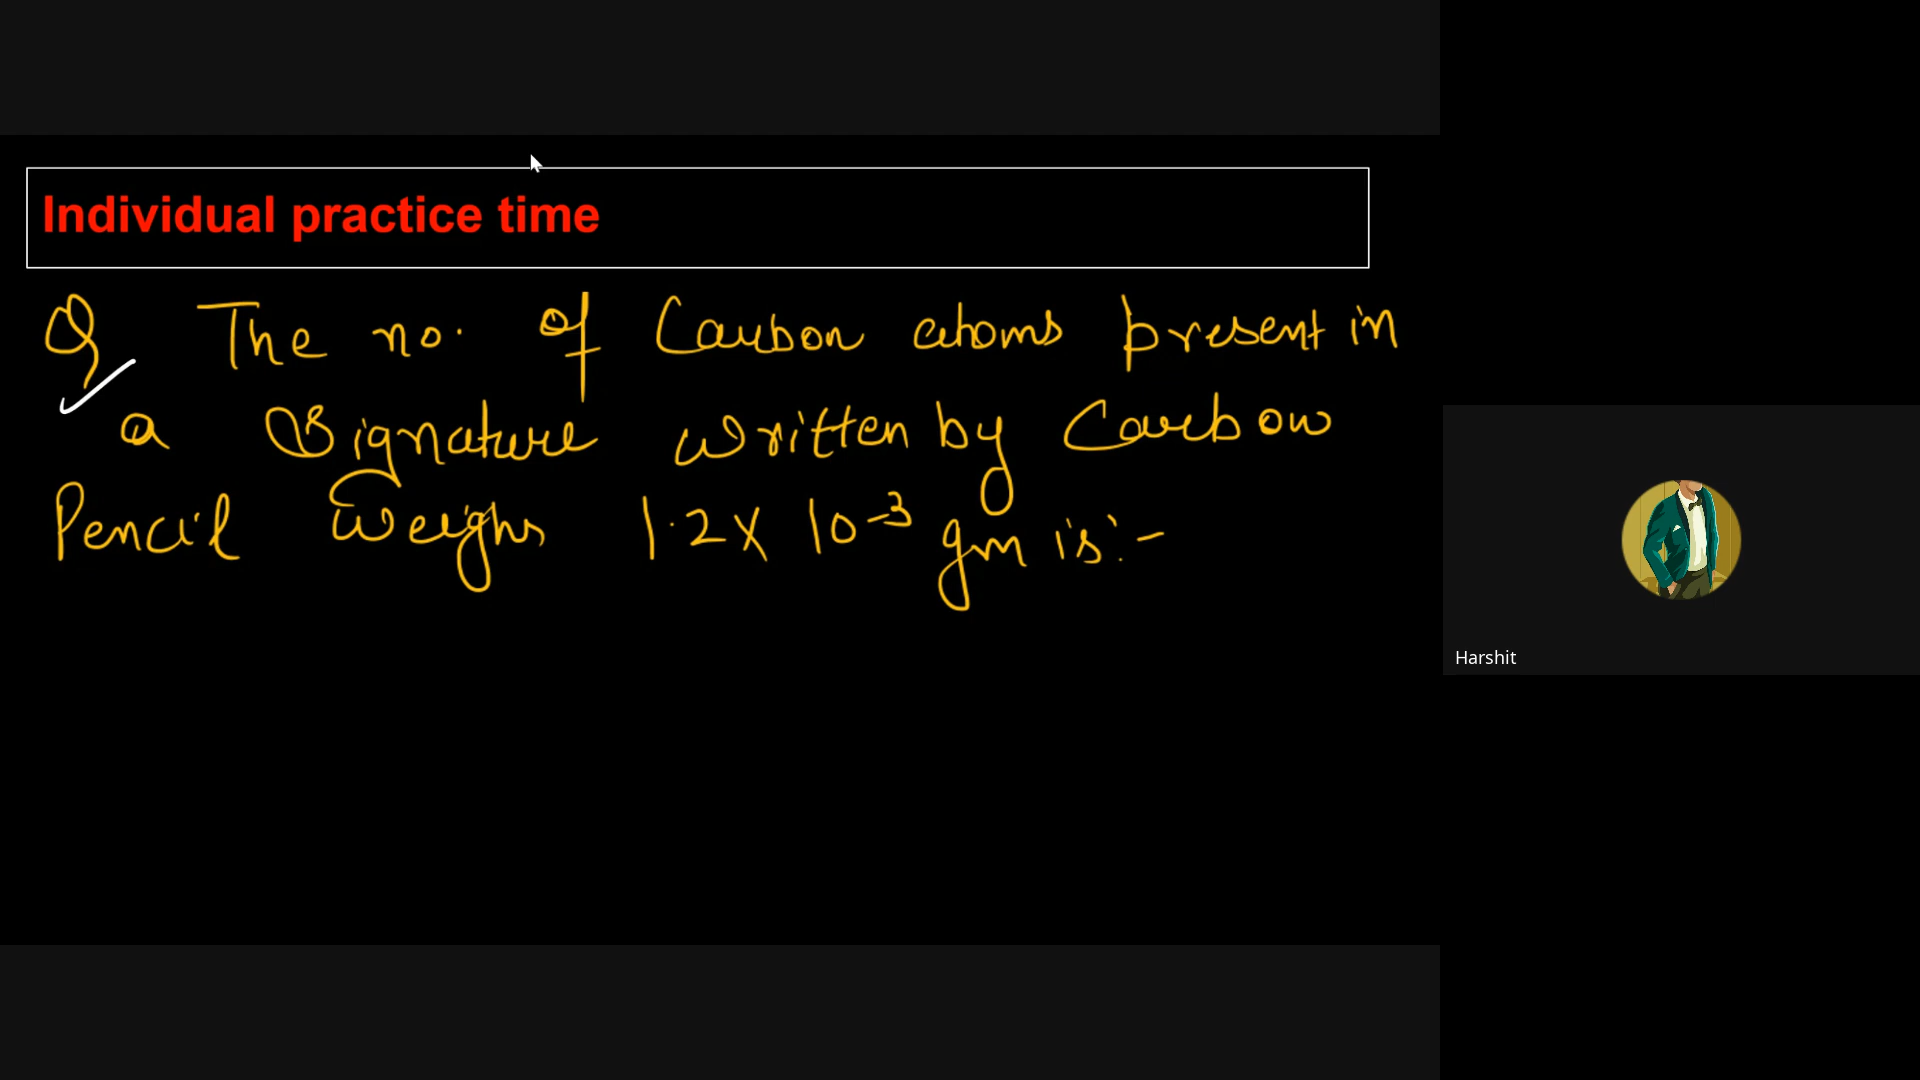 Individual practice time
Q The no. of Carbon atoms present in
a Signature written by Carbon
Pencil weighs 1.2 X 10-3 gm is:-
Harshit